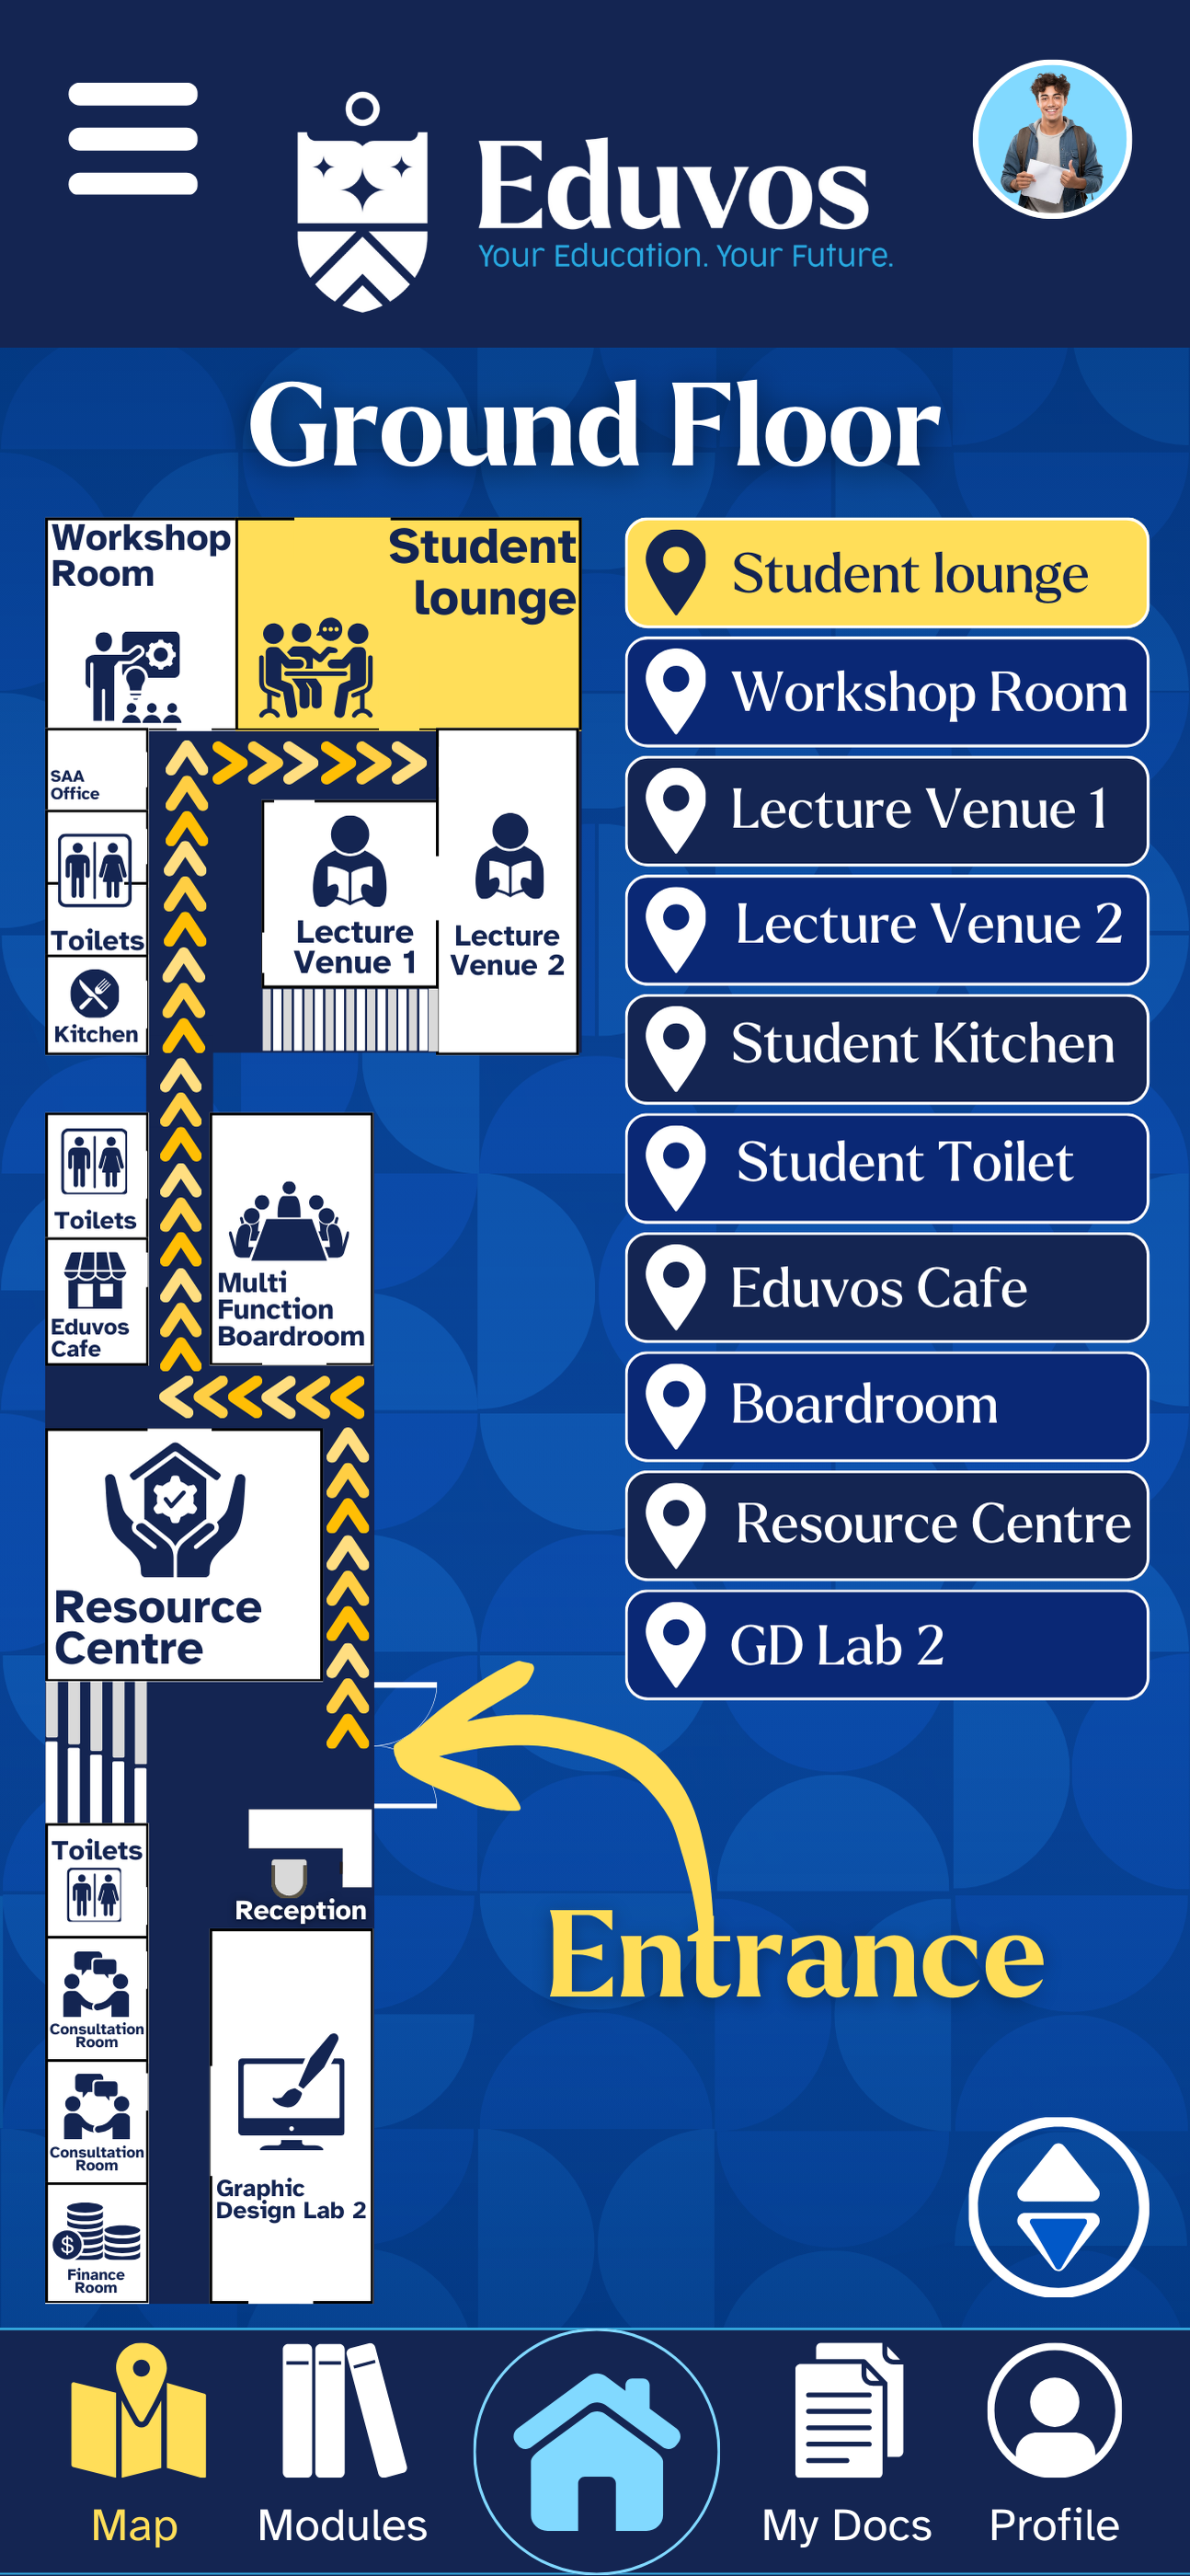 Eduvos
Your Education. Your Future.
Ground Floor
Workshop
Room
Student
lounge
SAA
Office
Toilets
Kitchen
Lecture
Venue 1
Lecture
Venue 2
Toilets
Eduvos
Cafe
Multi
Function
Boardroom
Resource
Centre
Toilets
Reception
Consultation
Room
Consultation
Room
$
Finance
Room
Graphic
Design Lab 2
Student lounge
Workshop Room
Lecture Venue 1
Lecture Venue 2
Student Kitchen
Student Toilet
Eduvos Cafe
Boardroom
Resource Centre
GD Lab 2
Entrance
Map
Modules
My Docs
Profile